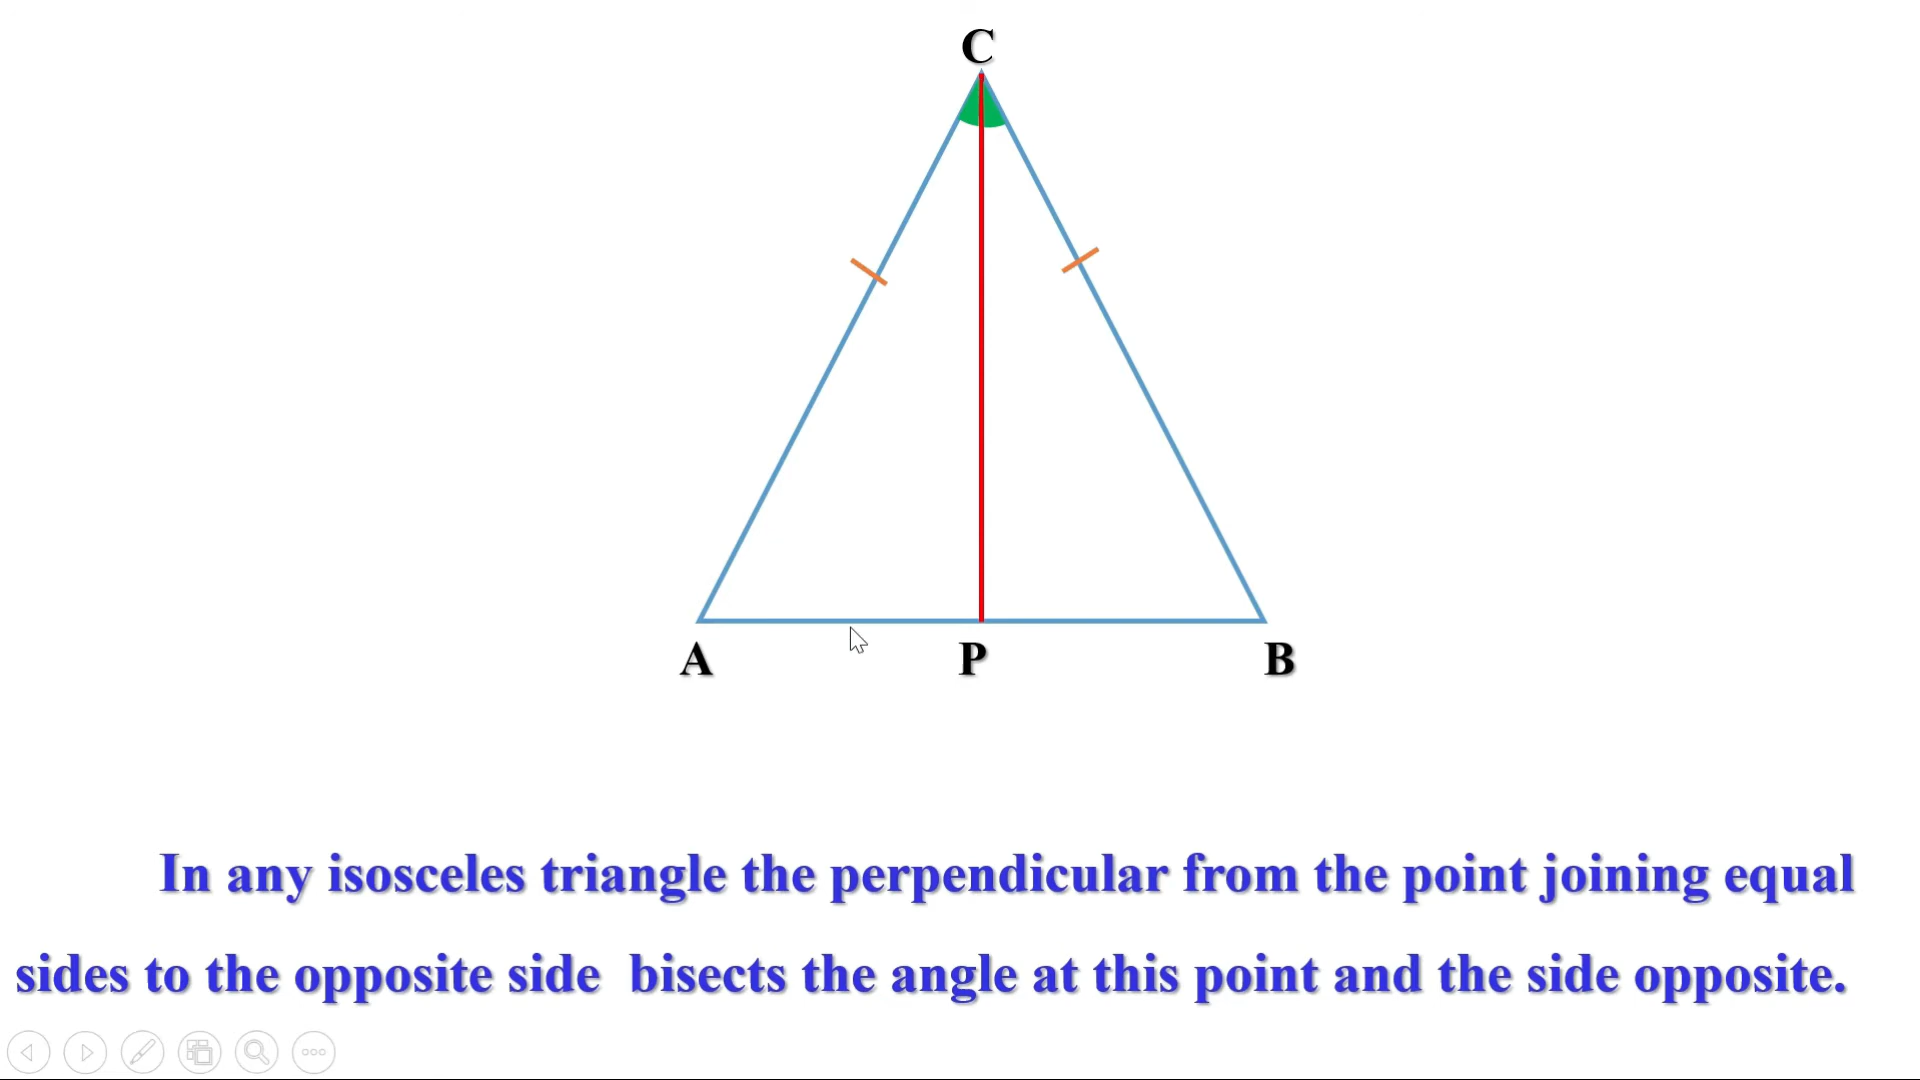 C
A P B
In any isosceles triangle the perpendicular from the point joining equal
sides to the opposite side bisects the angle at this point and the side opposite.